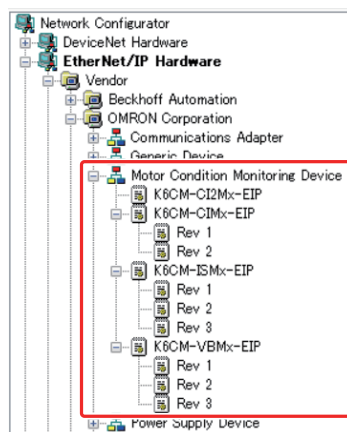 Network Configurator
DeviceNet Hardware
EtherNet/IP Hardware
Vendor
Beckhoff Automation
OMRON Corporation
Communications Adapter
Generic Device
Motor Condition Monitoring Device
K6CM-CI2Mx-EIP
K6CM-CIMx-EIP
Rev 1
Rev 2
K6CM-ISMx-EIP
Rev 1
Rev 2
Rev 3
K6CM-VBMx-EIP
Rev 1
Rev 2
Rev 3
Power Supply Device